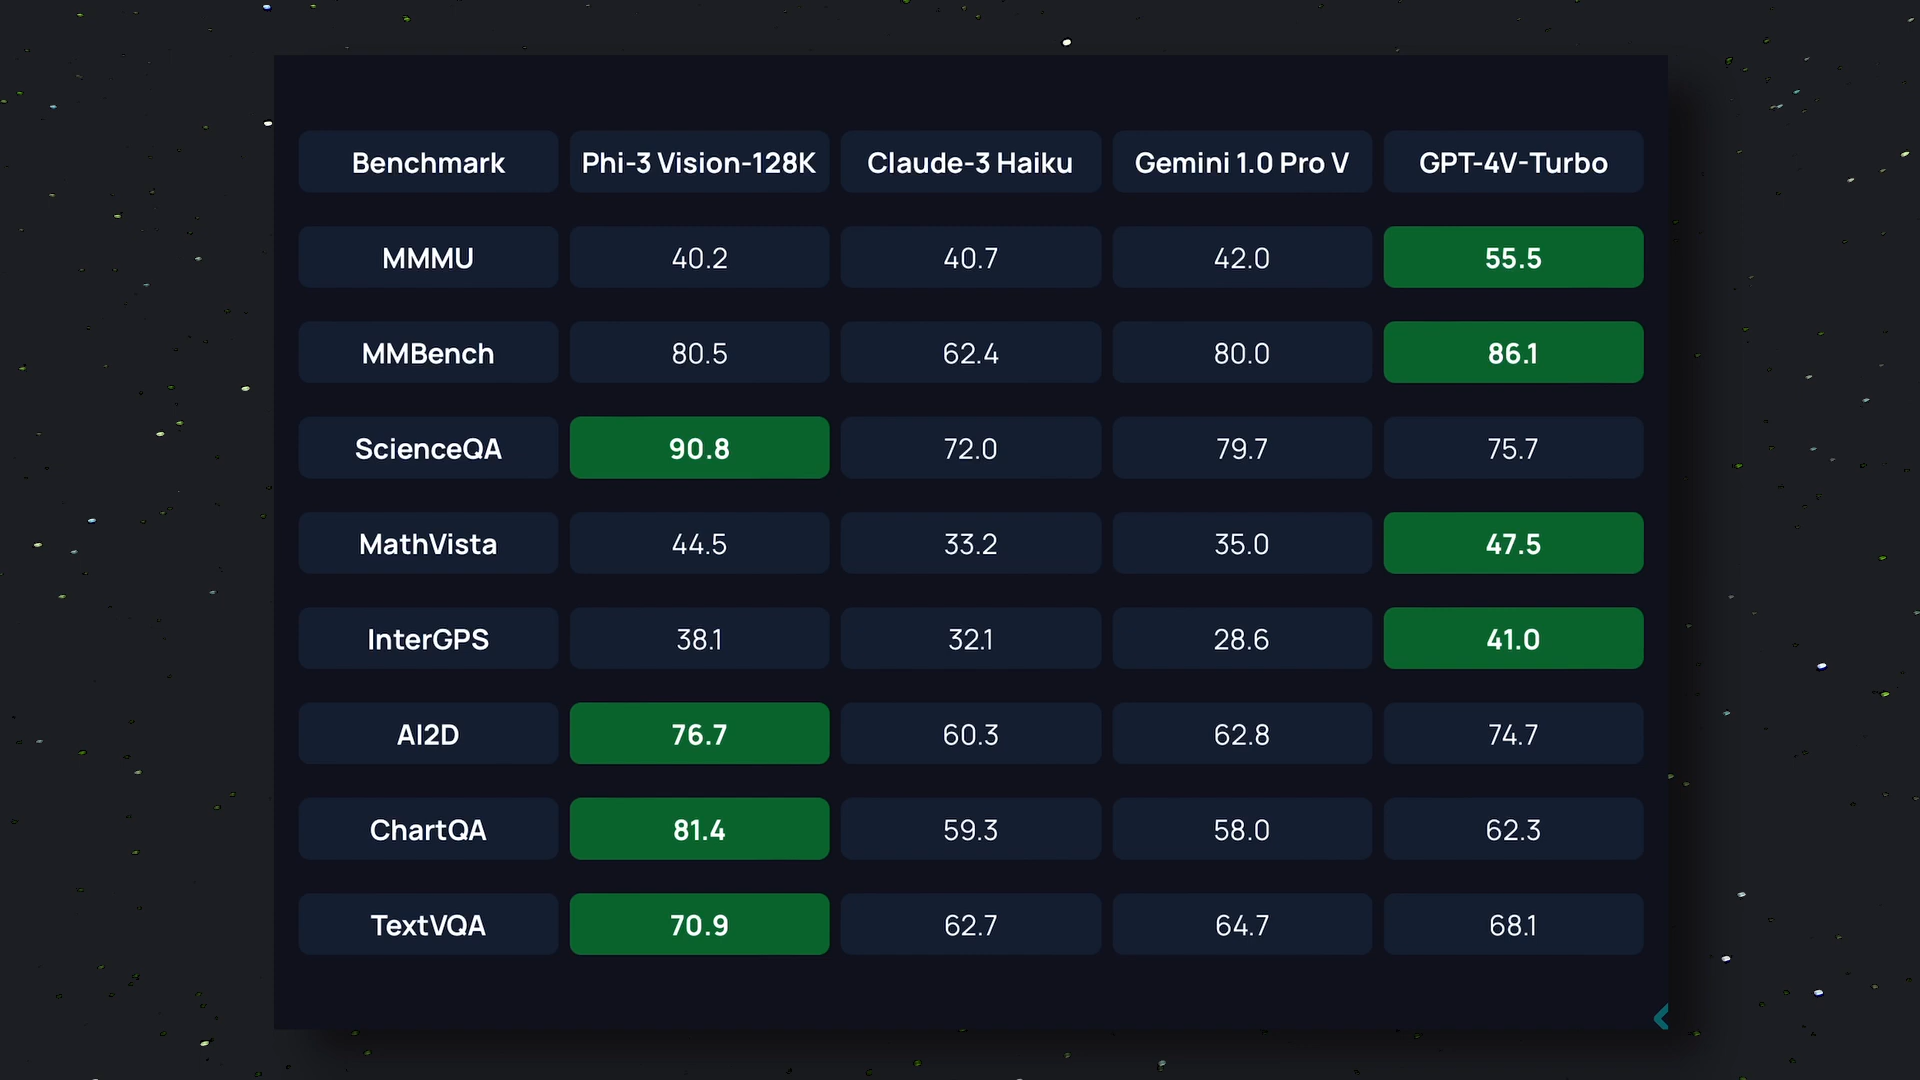 Benchmark Phi-3 Vision-128K Claude-3 Haiku Gemini 1.0 Pro V GPT-4V-Turbo
MMMU 40.2 40.7 42.0 55.5
MMBench 80.5 62.4 80.0 86.1
ScienceQA 90.8 72.0 79.7 75.7
MathVista 44.5 33.2 35.0 47.5
InterGPS 38.1 32.1 28.6 41.0
AI2D 76.7 60.3 62.8 74.7
ChartQA 81.4 59.3 58.0 62.3
TextVQA 70.9 62.7 64.7 68.1